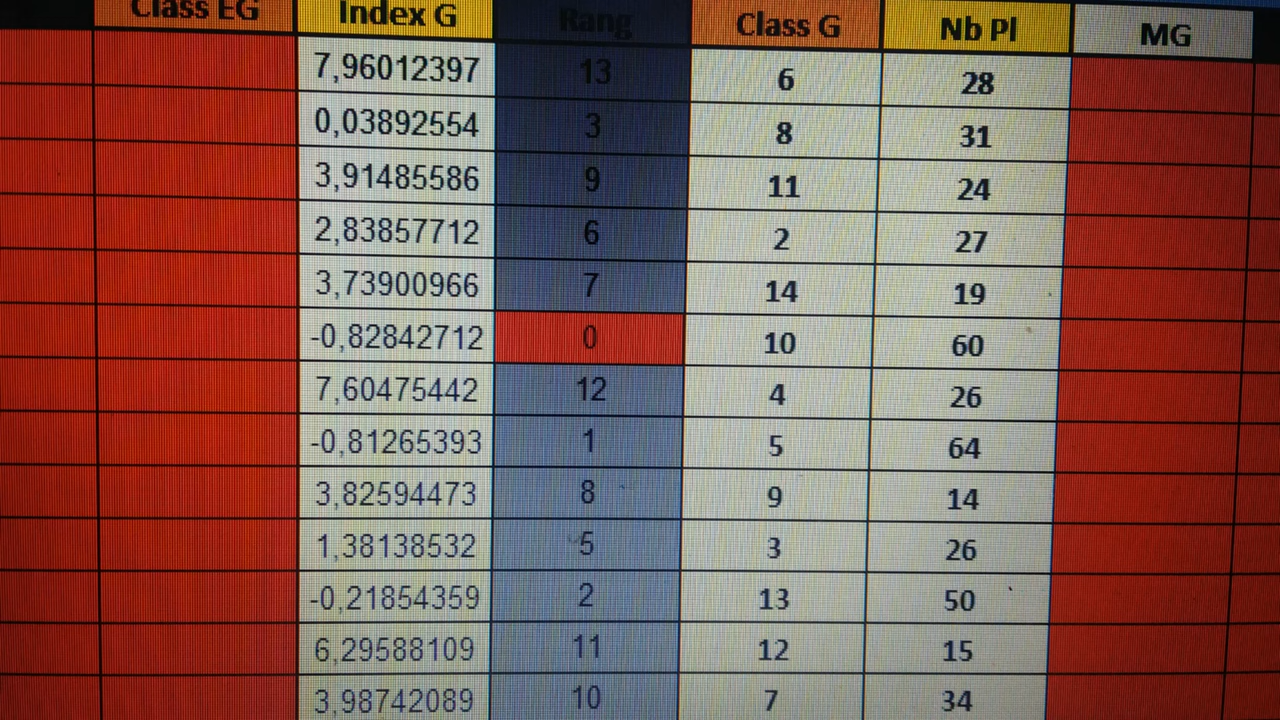 Class EG Index G Rang Class G Nb Pl MG
7,96012397 13 6 28
0,03892554 3 8 31
3,91485586 9 11 24
2,83857712 6 2 27
3,73900966 7 14 19
-0,82842712 0 10 60
7,60475442 12 4 26
-0,81265393 1 5 64
3,82594473 8 9 14
1,38138532 5 3 26
-0,21854359 2 13 50
6,29588109 11 12 15
3,98742089 10 7 34